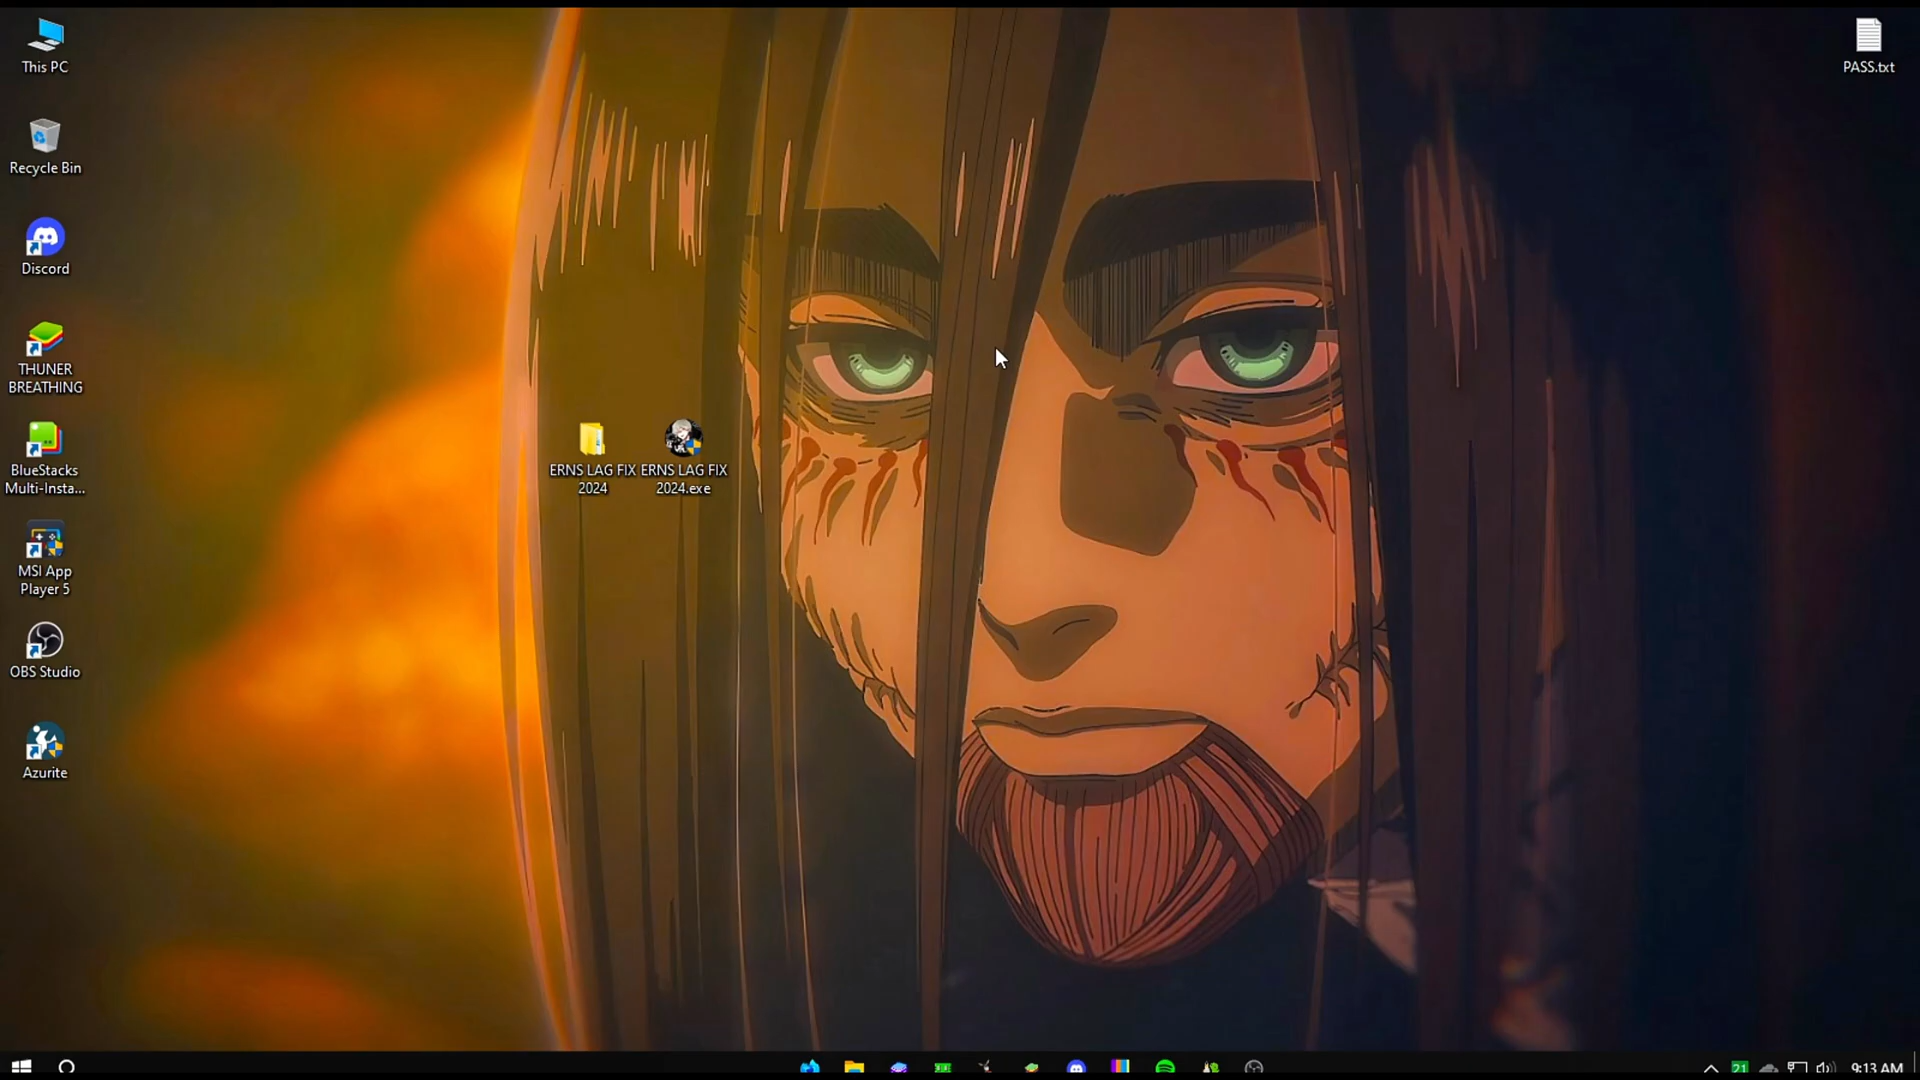 This PC
PASS.txt
Recycle Bin
Discord
THUNER
BREATHING
BlueStacks
Multi-Insta...
ERNS LAG FIX
2024
ERNS LAG FIX
2024.exe
MSI App
Player 5
OBS Studio
Azurite
21
9:13 AM